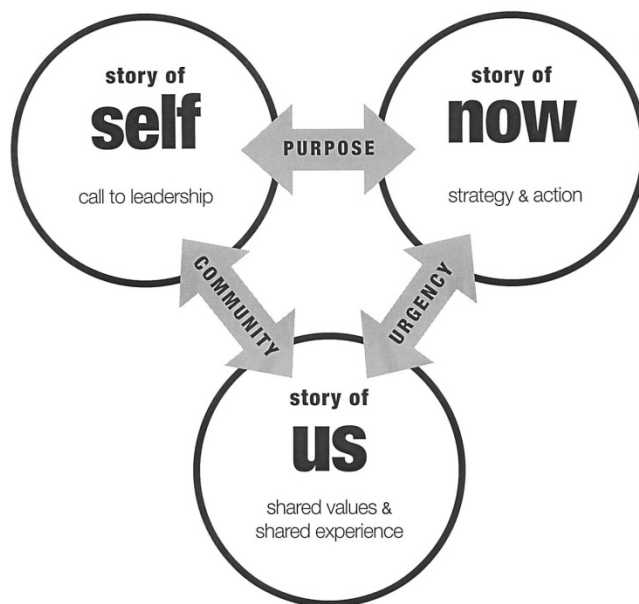 story of
self
call to leadership
PURPOSE
story of
now
strategy & action
COMMUNITY
URGENCY
story of
us
shared values &
shared experience